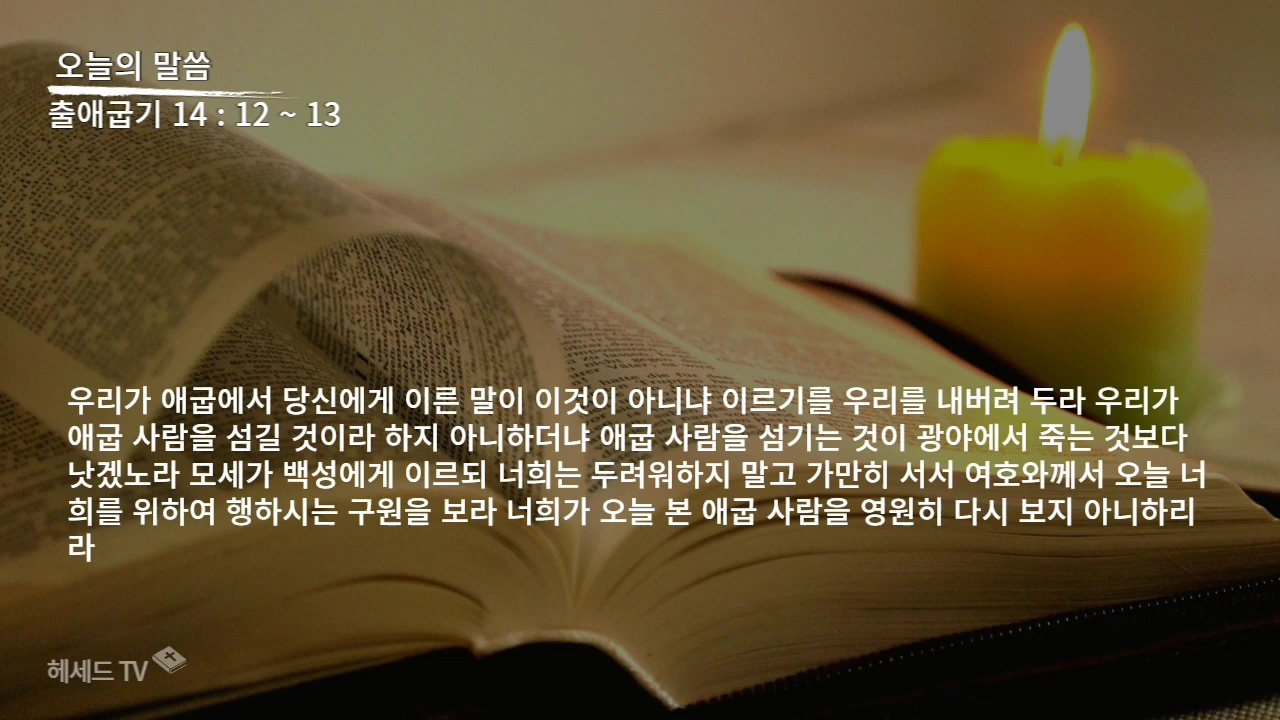 오늘의 말씀
출애굽기 14 : 12 ~ 13
우리가 애굽에서 당신에게 이른 말이 이것이 아니냐 이르기를 우리를 내버려 두라 우리가
애굽 사람을 섬길 것이라 하지 아니하더냐 애굽 사람을 섬기는 것이 광야에서 죽는 것보다
낫겠노라 모세가 백성에게 이르되 너희는 두려워하지 말고 가만히 서서 여호와께서 오늘 너
희를 위하여 행하시는 구원을 보라 너희가 오늘 본 애굽 사람을 영원히 다시 보지 아니하리
라
헤세드 TV